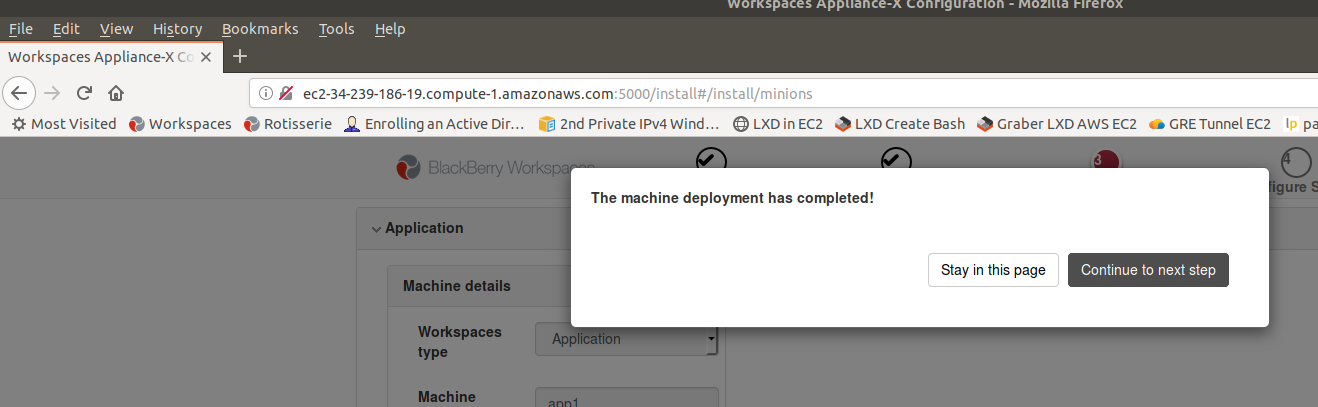 Workspaces Appliance-X Configuration - Mozilla Firefox
File Edit View History Bookmarks Tools Help
Workspaces Appliance-X Co
ec2-34-239-186-19.compute-1.amazonaws.com:5000/install#/install/minions
Most Visited Workspaces Rotisserie Enrolling an Active Dir... 2nd Private IPv4 Wind... LXD in EC2 LXD Create Bash Graber LXD AWS EC2 GRE Tunnel EC2 lp pa
BlackBerry Workspaces 3 4
figure S
The machine deployment has completed!
Application
Stay in this page Continue to next step
Machine details
Workspaces type Application
Machine app1